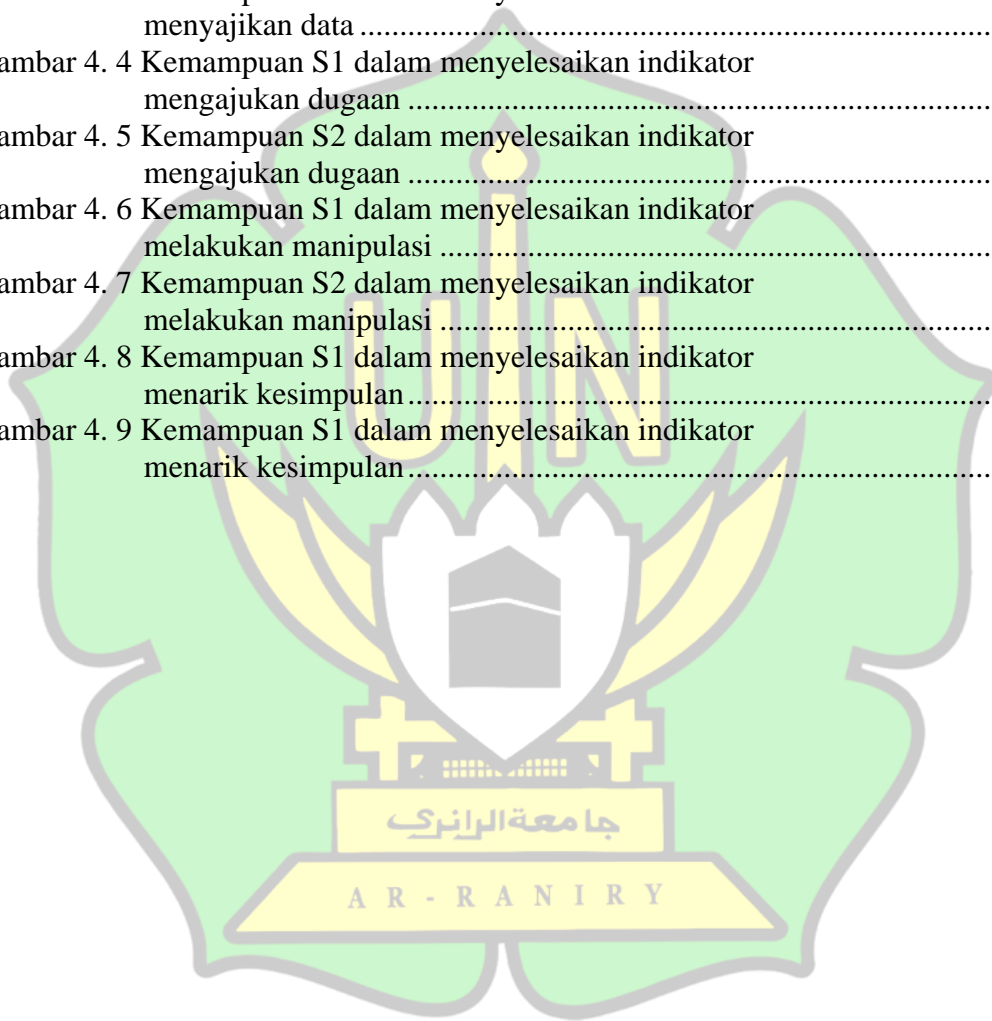 menyajikan data ........................................................................
ambar 4. 4 Kemampuan S1 dalam menyelesaikan indikator
mengajukan dugaan ..................................................................
ambar 4. 5 Kemampuan S2 dalam menyelesaikan indikator
mengajukan dugaan ..................................................................
ambar 4. 6 Kemampuan S1 dalam menyelesaikan indikator
melakukan manipulasi ..............................................................
ambar 4. 7 Kemampuan S2 dalam menyelesaikan indikator
melakukan manipulasi ..............................................................
ambar 4. 8 Kemampuan S1 dalam menyelesaikan indikator
menarik kesimpulan ..................................................................
ambar 4. 9 Kemampuan S1 dalam menyelesaikan indikator
menarik kesimpulan .................................................................
UIN
جامعة الرانري
AR-RANIRY